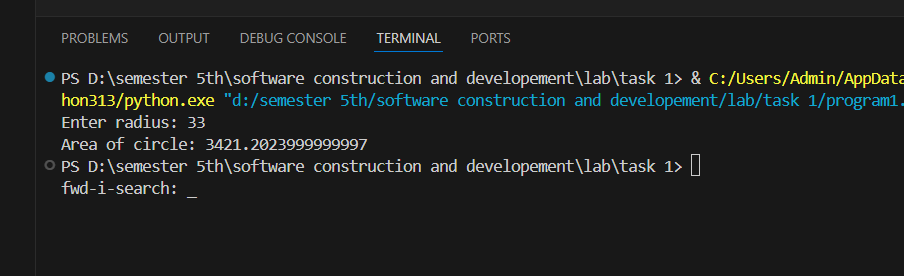 PROBLEMS OUTPUT DEBUG CONSOLE TERMINAL PORTS
PS D:\semester 5th\software construction and developement\lab\task 1> & C:/Users/Admin/AppData
hon313/python.exe "d:/semester 5th/software construction and developement/lab/task 1/program1.
Enter radius: 33
Area of circle: 3421.2023999999997
PS D:\semester 5th\software construction and developement\lab\task 1>
fwd-i-search: _